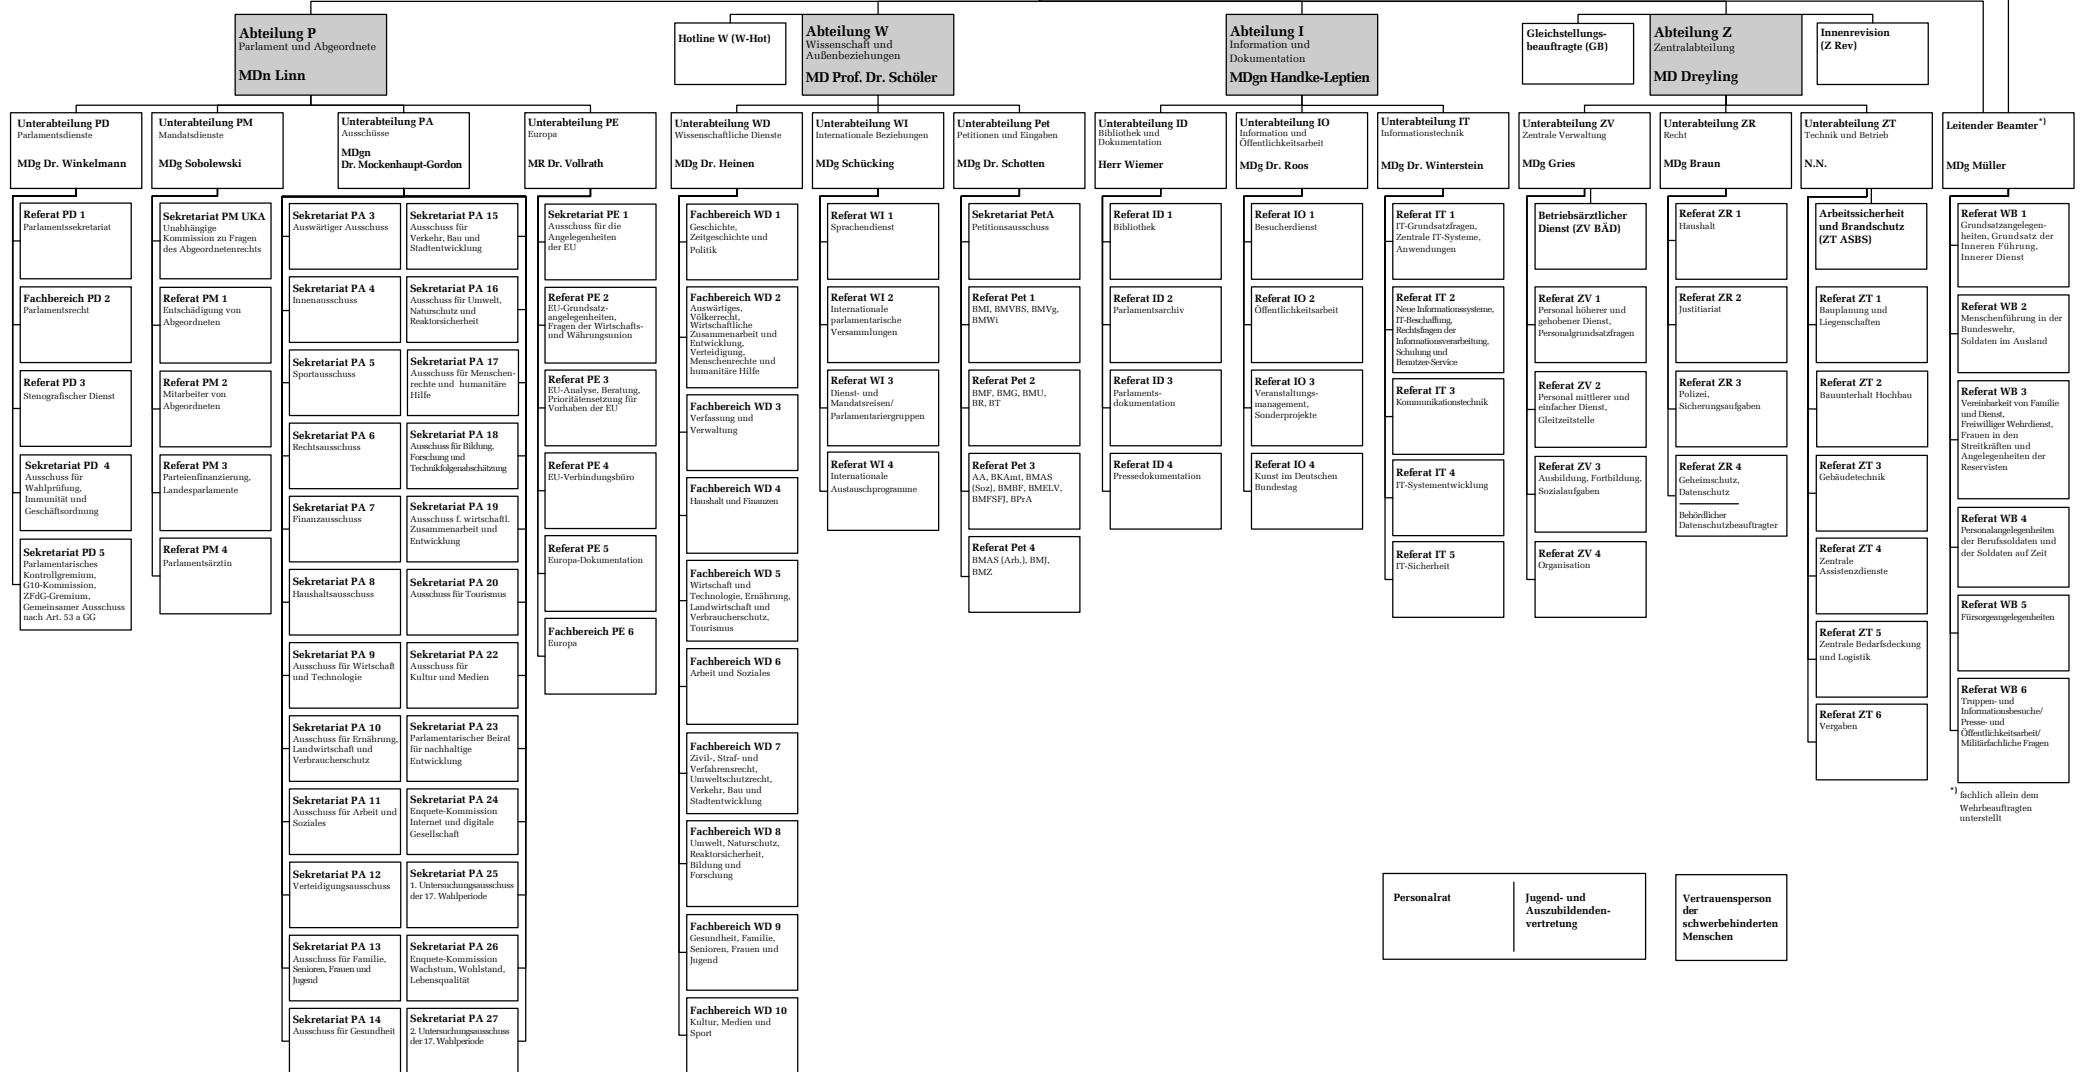 Abteilung P
Parlament und Abgeordnete
MDn Linn
Hotline W (W-Hot)
Abteilung W
Wissenschaft und
Außenbeziehungen
MD Prof. Dr. Schöler
Abteilung I
Information und
Dokumentation
MDgn Handke-Leptien
Gleichstellungs-
beauftragte (GB)
Abteilung Z
Zentralabteilung
MD Dreyling
Innenrevision
(Z Rev)
Unterabteilung PD
Parlamentsdienste
MDg Dr. Winkelmann
Unterabteilung PM
Mandatsdienste
MDg Sobolewski
Unterabteilung PA
Ausschüsse
MDgn
Dr. Mockenhaupt-Gordon
Unterabteilung PE
Europa
MR Dr. Vollrath
Unterabteilung WD
Wissenschaftliche Dienste
MDg Dr. Heinen
Unterabteilung WI
Internationale Beziehungen
MDg Schücking
Unterabteilung Pet
Petitionen und Eingaben
MDg Dr. Schotten
Unterabteilung ID
Bibliothek und
Dokumentation
Herr Wiemer
Unterabteilung IO
Information und
Öffentlichkeitsarbeit
MDg Dr. Roos
Unterabteilung IT
Informationstechnik
MDg Dr. Winterstein
Unterabteilung ZV
Zentrale Verwaltung
MDg Gries
Unterabteilung ZR
Recht
MDg Braun
Unterabteilung ZT
Technik und Betrieb
N.N.
Leitender Beamter*)
MDg Müller
Referat PD 1
Parlamentssekretariat
Fachbereich PD 2
Parlamentsrecht
Referat PD 3
Stenografischer Dienst
Sekretariat PD 4
Ausschuss für
Wahlprüfung,
Immunität und
Geschäftsordnung
Sekretariat PD 5
Parlamentarisches
Kontrollgremium,
G10-Kommission,
ZFdG-Gremium,
Gemeinsamer Ausschuss
nach Art. 53 a GG
Sekretariat PM UKA
Unabhängige
Kommission zu Fragen
des Abgeordnetenrechts
Referat PM 1
Entschädigung von
Abgeordneten
Referat PM 2
Mitarbeiter von
Abgeordneten
Referat PM 3
Parteienfinanzierung,
Landesparlamente
Referat PM 4
Parlamentsärztin
Sekretariat PA 3
Auswärtiger Ausschuss
Sekretariat PA 4
Innenausschuss
Sekretariat PA 5
Sportausschuss
Sekretariat PA 6
Rechtsausschuss
Sekretariat PA 7
Finanzausschuss
Sekretariat PA 8
Haushaltsausschuss
Sekretariat PA 9
Ausschuss für Wirtschaft
und Technologie
Sekretariat PA 10
Ausschuss für Ernährung,
Landwirtschaft und
Verbraucherschutz
Sekretariat PA 11
Ausschuss für Arbeit und
Soziales
Sekretariat PA 12
Verteidigungsausschuss
Sekretariat PA 13
Ausschuss für Familie,
Senioren, Frauen und
Jugend
Sekretariat PA 14
Ausschuss für Gesundheit
Sekretariat PA 15
Ausschuss für
Verkehr, Bau und
Stadtentwicklung
Sekretariat PA 16
Ausschuss für Umwelt,
Naturschutz und
Reaktorsicherheit
Sekretariat PA 17
Ausschuss für Menschen-
rechte und humanitäre
Hilfe
Sekretariat PA 18
Ausschuss für Bildung,
Forschung und
Technikfolgenabschätzung
Sekretariat PA 19
Ausschuss f. wirtschaftl.
Zusammenarbeit und
Entwicklung
Sekretariat PA 20
Ausschuss für Tourismus
Sekretariat PA 22
Ausschuss für
Kultur und Medien
Sekretariat PA 23
Parlamentarischer Beirat
für nachhaltige
Entwicklung
Sekretariat PA 24
Enquete-Kommission
Internet und digitale
Gesellschaft
Sekretariat PA 25
1. Untersuchungsausschuss
der 17. Wahlperiode
Sekretariat PA 26
Enquete-Kommission
Wachstum, Wohlstand,
Lebensqualität
Sekretariat PA 27
2. Untersuchungsausschuss
der 17. Wahlperiode
Sekretariat PE 1
Ausschuss für die
Angelegenheiten
der EU
Referat PE 2
EU-Grundsatz-
angelegenheiten,
Fragen der Wirtschafts-
und Währungsunion
Referat PE 3
EU-Analyse, Beratung,
Prioritätensetzung für
Vorhaben der EU
Referat PE 4
EU-Verbindungsbüro
Referat PE 5
Europa-Dokumentation
Fachbereich PE 6
Europa
Fachbereich WD 1
Geschichte,
Zeitgeschichte und
Politik
Fachbereich WD 2
Auswärtiges,
Völkerrecht,
Wirtschaftliche
Zusammenarbeit und
Entwicklung,
Verteidigung,
Menschenrechte und
humanitäre Hilfe
Fachbereich WD 3
Verfassung und
Verwaltung
Fachbereich WD 4
Haushalt und Finanzen
Fachbereich WD 5
Wirtschaft und
Technologie, Ernährung,
Landwirtschaft und
Verbraucherschutz,
Tourismus
Fachbereich WD 6
Arbeit und Soziales
Fachbereich WD 7
Zivil-, Straf- und
Verfahrensrecht,
Umweltschutzrecht,
Verkehr, Bau und
Stadtentwicklung
Fachbereich WD 8
Umwelt, Naturschutz,
Reaktorsicherheit,
Bildung und
Forschung
Fachbereich WD 9
Gesundheit, Familie,
Senioren, Frauen und
Jugend
Fachbereich WD 10
Kultur, Medien und
Sport
Referat WI 1
Sprachendienst
Referat WI 2
Internationale
parlamentarische
Versammlungen
Referat WI 3
Dienst- und
Mandatsreisen/
Parlamentariergruppen
Referat WI 4
Internationale
Austauschprogramme
Sekretariat PetA
Petitionsausschuss
Referat Pet 1
BMI, BMVBS, BMVg,
BMWi
Referat Pet 2
BMF, BMG, BMU,
BR, BT
Referat Pet 3
AA, BKAmt, BMAS
(Soz), BMBF, BMELV,
BMFSFJ, BPrA
Referat Pet 4
BMAS (Arb.), BMJ,
BMZ
Referat ID 1
Bibliothek
Referat ID 2
Parlamentsarchiv
Referat ID 3
Parlaments-
dokumentation
Referat ID 4
Pressedokumentation
Referat IO 1
Besucherdienst
Referat IO 2
Öffentlichkeitsarbeit
Referat IO 3
Veranstaltungs-
management,
Sonderprojekte
Referat IO 4
Kunst im Deutschen
Bundestag
Referat IT 1
IT-Grundsatzfragen,
Zentrale IT-Systeme,
Anwendungen
Referat IT 2
Neue Informationssysteme,
IT-Beschaffung,
Rechtsfragen der
Informationsverarbeitung,
Schulung und
Benutzer-Service
Referat IT 3
Kommunikationstechnik
Referat IT 4
IT-Systementwicklung
Referat IT 5
IT-Sicherheit
Betriebsärztlicher
Dienst (ZV BÄD)
Referat ZV 1
Personal höherer und
gehobener Dienst,
Personalgrundsatzfragen
Referat ZV 2
Personal mittlerer und
einfacher Dienst,
Gleitzeitstelle
Referat ZV 3
Ausbildung, Fortbildung,
Sozialaufgaben
Referat ZV 4
Organisation
Referat ZR 1
Haushalt
Referat ZR 2
Justitiariat
Referat ZR 3
Polizei,
Sicherungsaufgaben
Referat ZR 4
Geheimschutz,
Datenschutz
Behördlicher
Datenschutzbeauftragter
Arbeitssicherheit
und Brandschutz
(ZT ASBS)
Referat ZT 1
Bauplanung und
Liegenschaften
Referat ZT 2
Bauunterhalt Hochbau
Referat ZT 3
Gebäudetechnik
Referat ZT 4
Zentrale
Assistenzdienste
Referat ZT 5
Zentrale Bedarfsdeckung
und Logistik
Referat ZT 6
Vergaben
Referat WB 1
Grundsatzangelegen-
heiten, Grundsatz der
Inneren Führung,
Innerer Dienst
Referat WB 2
Menschenführung in der
Bundeswehr,
Soldaten im Ausland
Referat WB 3
Vereinbarkeit von Familie
und Dienst,
Freiwilliger Wehrdienst,
Frauen in den
Streitkräften und
Angelegenheiten der
Reservisten
Referat WB 4
Personalangelegenheiten
der Berufssoldaten und
der Soldaten auf Zeit
Referat WB 5
Fürsorgeangelegenheiten
Referat WB 6
Truppen- und
Informationsbesuche/
Presse- und
Öffentlichkeitsarbeit/
Militärfachliche Fragen
*) fachlich allein dem
Wehrbeauftragten
unterstellt
Personalrat
Jugend- und
Auszubildenden-
vertretung
Vertrauensperson
der
schwerbehinderten
Menschen